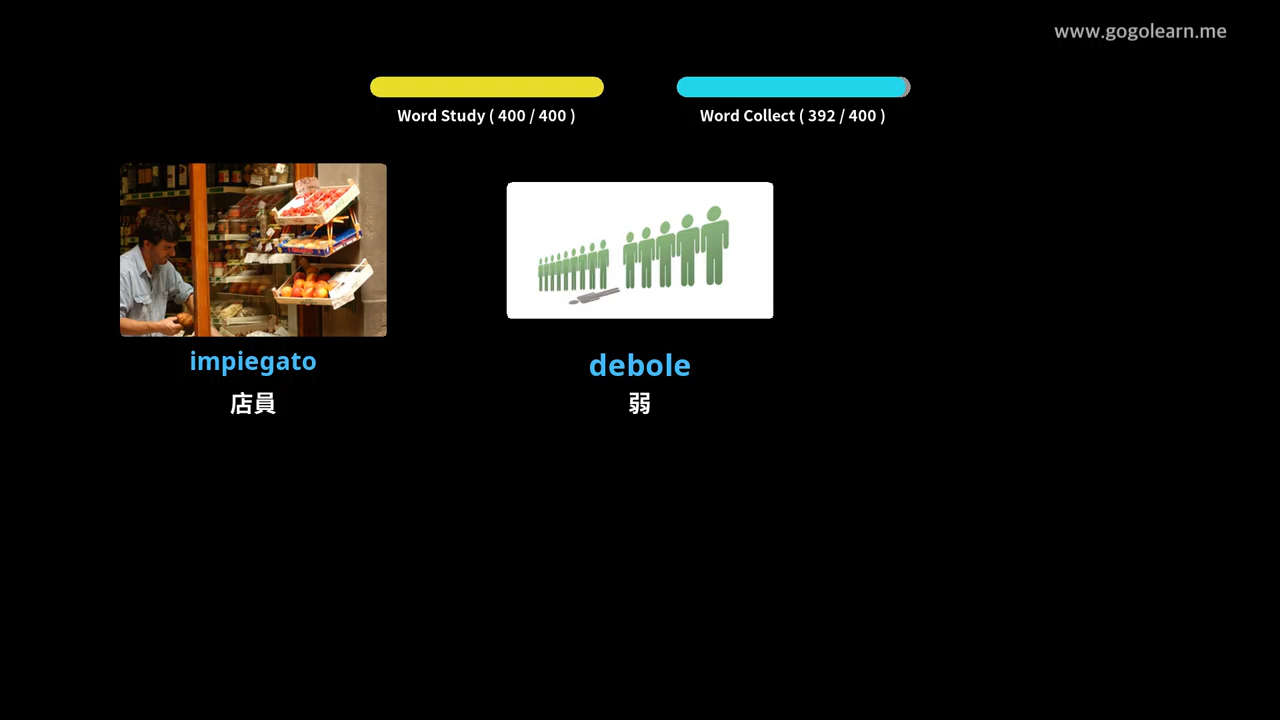 www.gogolearn.me
Word Study ( 400 / 400 )
Word Collect ( 392 / 400 )
impiegato
店員
debole
弱